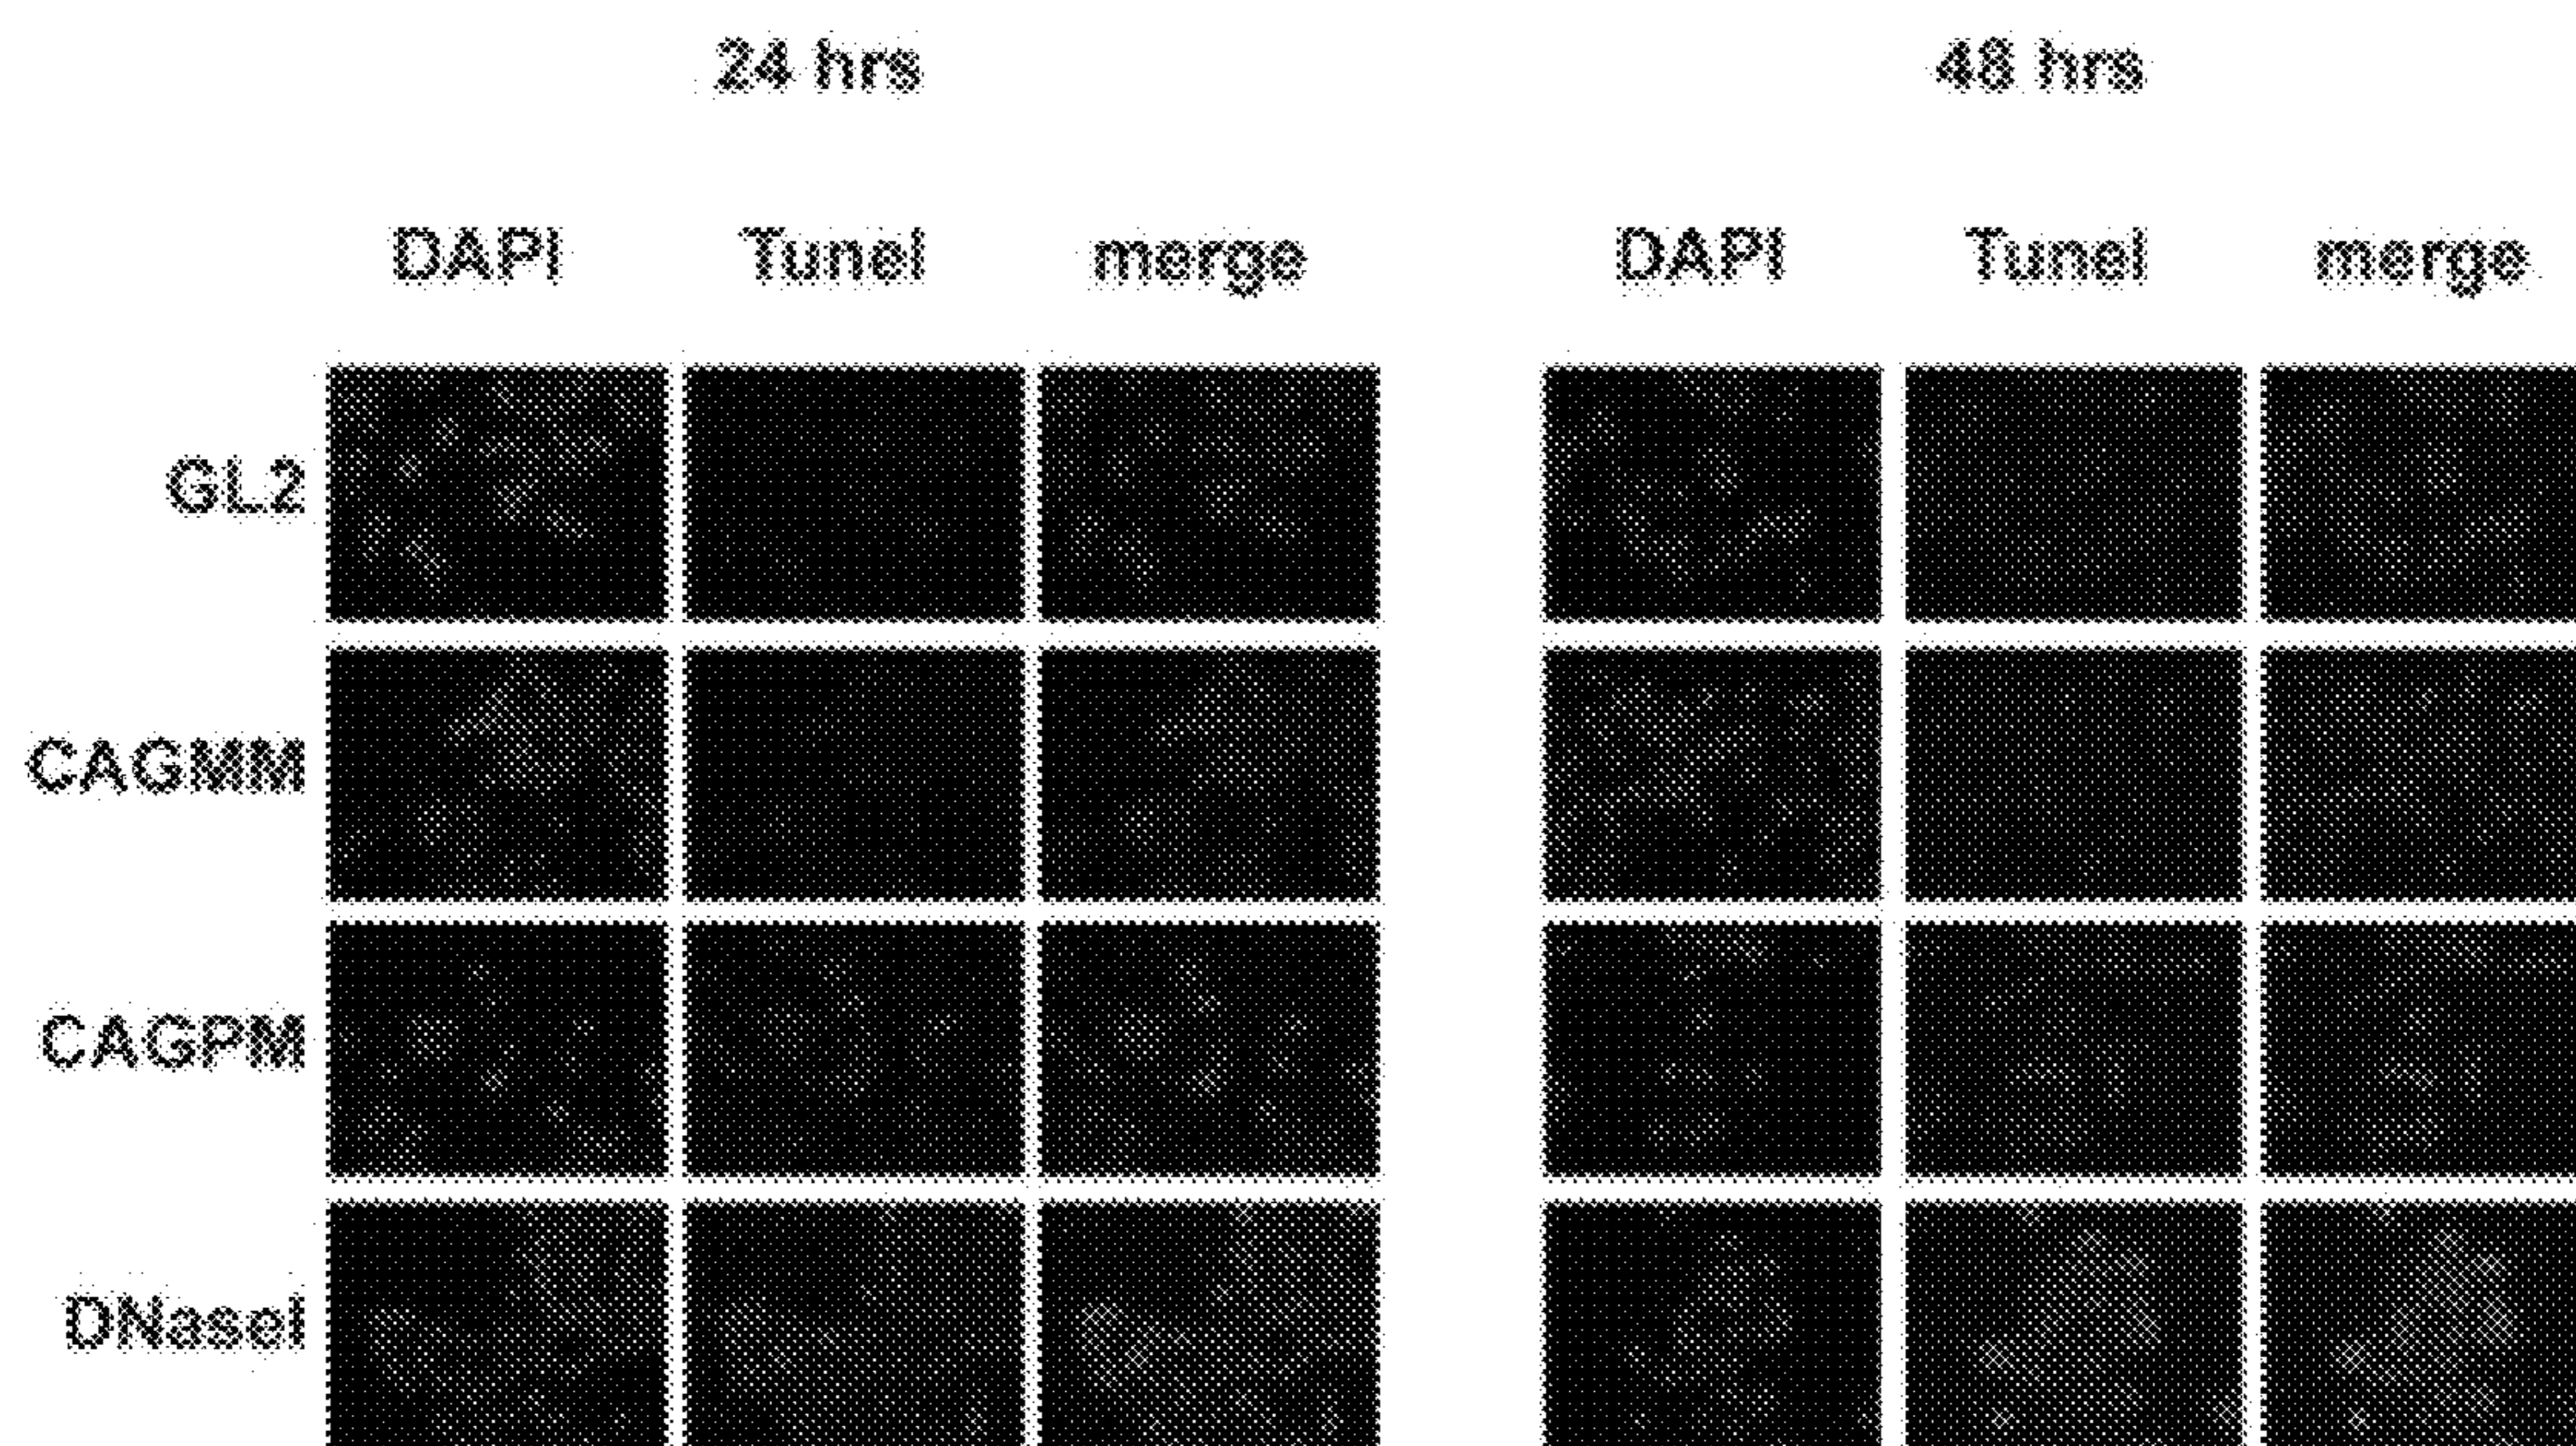 24 hrs 48 hrs
DAPI Tunel merge DAPI Tunel merge
GL2
CAGMM
CAGPM
DNaseI